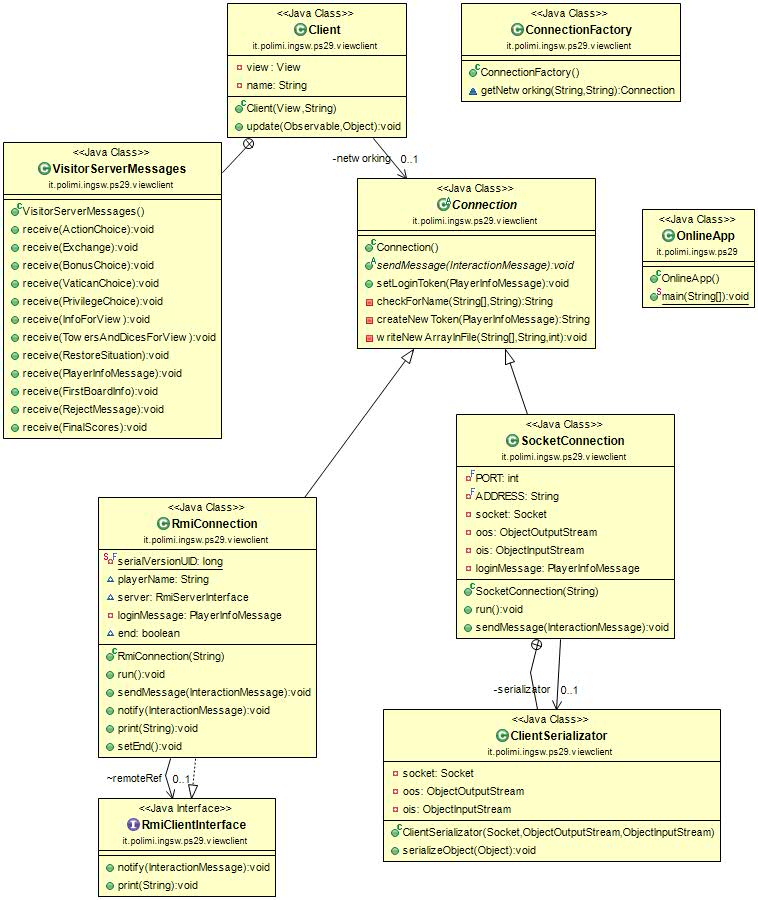 <<Java Class>>
Client
it.polimi.ingsw.ps29.viewclient
view : View
name: String
Client(View,String)
update(Observable,Object):void
<<Java Class>>
ConnectionFactory
it.polimi.ingsw.ps29.viewclient
ConnectionFactory()
getNetw orking(String,String):Connection
<<Java Class>>
VisitorServerMessages
it.polimi.ingsw.ps29.viewclient
VisitorServerMessages()
receive(ActionChoice):void
receive(Exchange):void
receive(BonusChoice):void
receive(VaticanChoice):void
receive(PrivilegeChoice):void
receive(InfoForView ):void
receive(Tow ersAndDicesForView ):void
receive(RestoreSituation):void
receive(PlayerInfoMessage):void
receive(FirstBoardInfo):void
receive(RejectMessage):void
receive(FinalScores):void
-netw orking 0..1
<<Java Class>>
Connection
it.polimi.ingsw.ps29.viewclient
Connection()
sendMessage(InteractionMessage):void
setLoginToken(PlayerInfoMessage):void
checkForName(String[],String):String
createNew Token(PlayerInfoMessage):String
w riteNew ArrayInFile(String[],String,int):void
<<Java Class>>
OnlineApp
it.polimi.ingsw.ps29
OnlineApp()
main(String[]):void
<<Java Class>>
SocketConnection
it.polimi.ingsw.ps29.viewclient
PORT: int
ADDRESS: String
socket: Socket
oos: ObjectOutputStream
ois: ObjectInputStream
loginMessage: PlayerInfoMessage
SocketConnection(String)
run():void
sendMessage(InteractionMessage):void
<<Java Class>>
RmiConnection
it.polimi.ingsw.ps29.viewclient
serialVersionUID: long
playerName: String
server: RmiServerInterface
loginMessage: PlayerInfoMessage
end: boolean
RmiConnection(String)
run():void
sendMessage(InteractionMessage):void
notify(InteractionMessage):void
print(String):void
setEnd():void
-serializator 0..1
<<Java Class>>
ClientSerializator
it.polimi.ingsw.ps29.viewclient
socket: Socket
oos: ObjectOutputStream
ois: ObjectInputStream
ClientSerializator(Socket,ObjectOutputStream,ObjectInputStream)
serializeObject(Object):void
~remoteRef 0..1
<<Java Interface>>
RmiClientInterface
it.polimi.ingsw.ps29.viewclient
notify(InteractionMessage):void
print(String):void